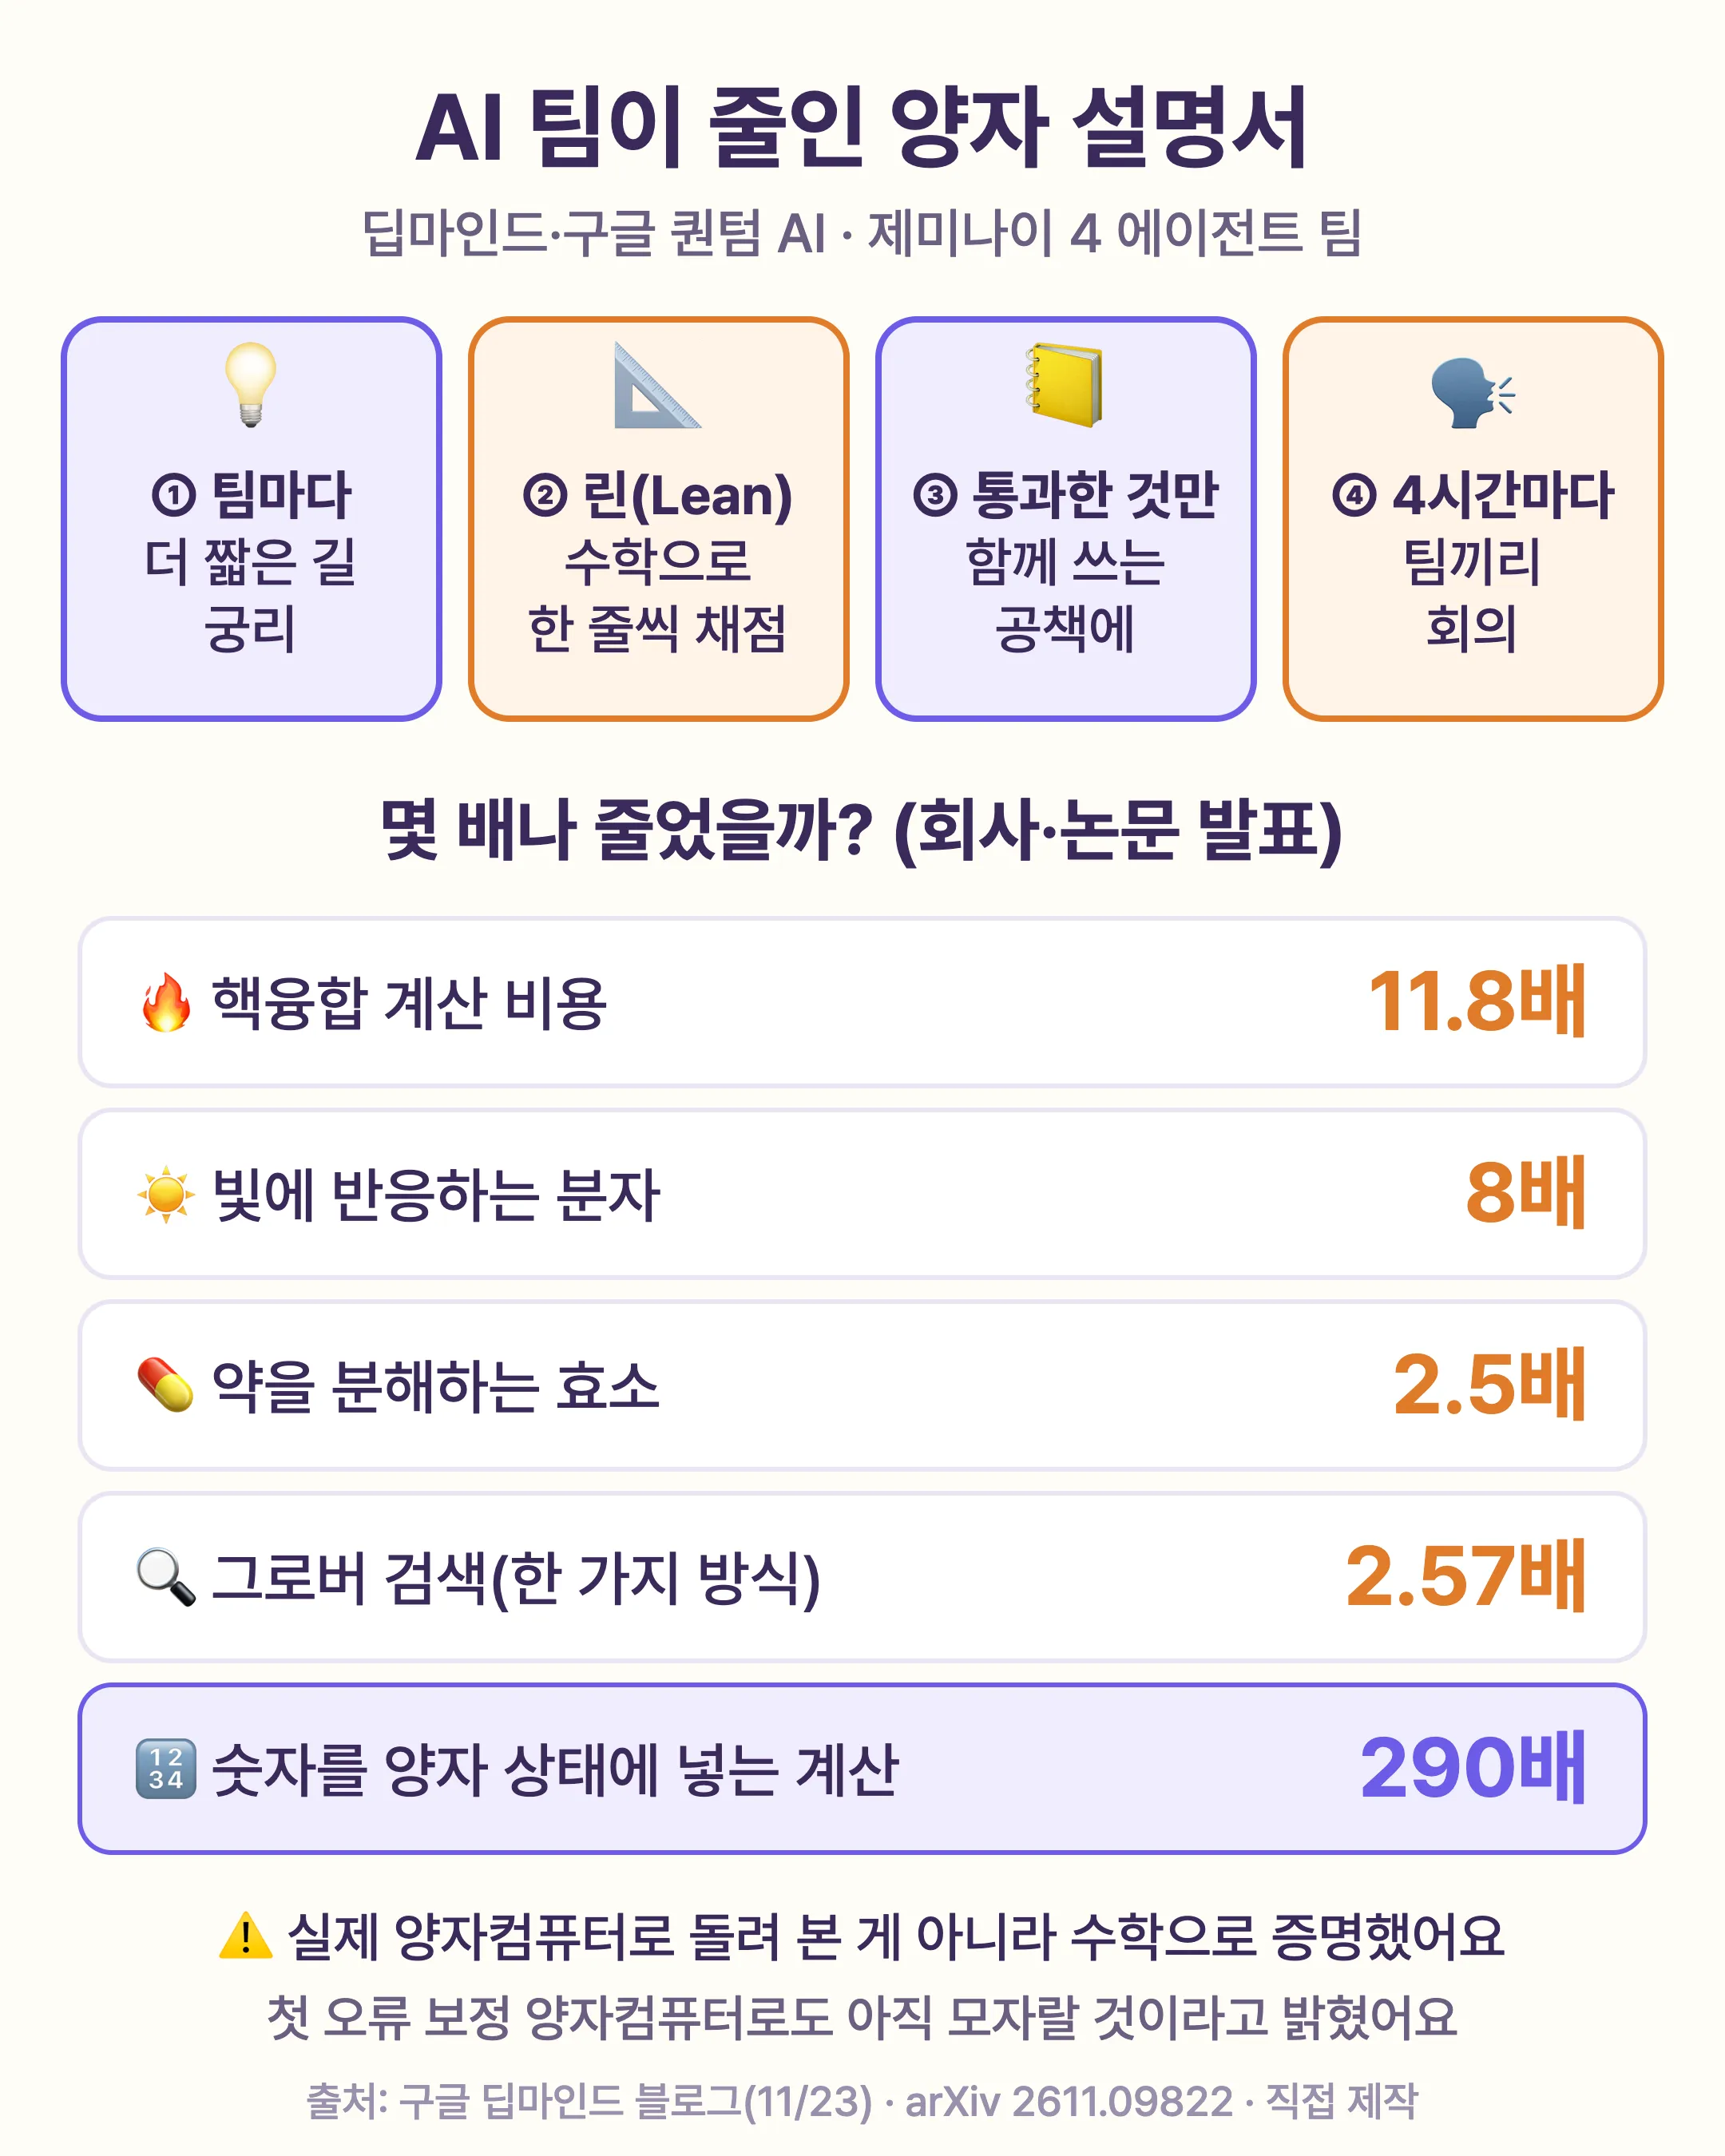 AI 팀이 줄인 양자 설명서
딥마인드·구글 퀀텀 AI · 제미나이 4 에이전트 팀
① 팀마다
더 짧은 길
궁리
② 린(Lean)
수학으로
한 줄씩 채점
③ 통과한 것만
함께 쓰는
공책에
④ 4시간마다
팀끼리
회의
몇 배나 줄었을까? (회사·논문 발표)
핵융합 계산 비용 11.8배
빛에 반응하는 분자 8배
약을 분해하는 효소 2.5배
그로버 검색(한 가지 방식) 2.57배
숫자를 양자 상태에 넣는 계산 290배
실제 양자컴퓨터로 돌려 본 게 아니라 수학으로 증명했어요
첫 오류 보정 양자컴퓨터로도 아직 모자랄 것이라고 밝혔어요
출처: 구글 딥마인드 블로그(11/23) · arXiv 2611.09822 · 직접 제작